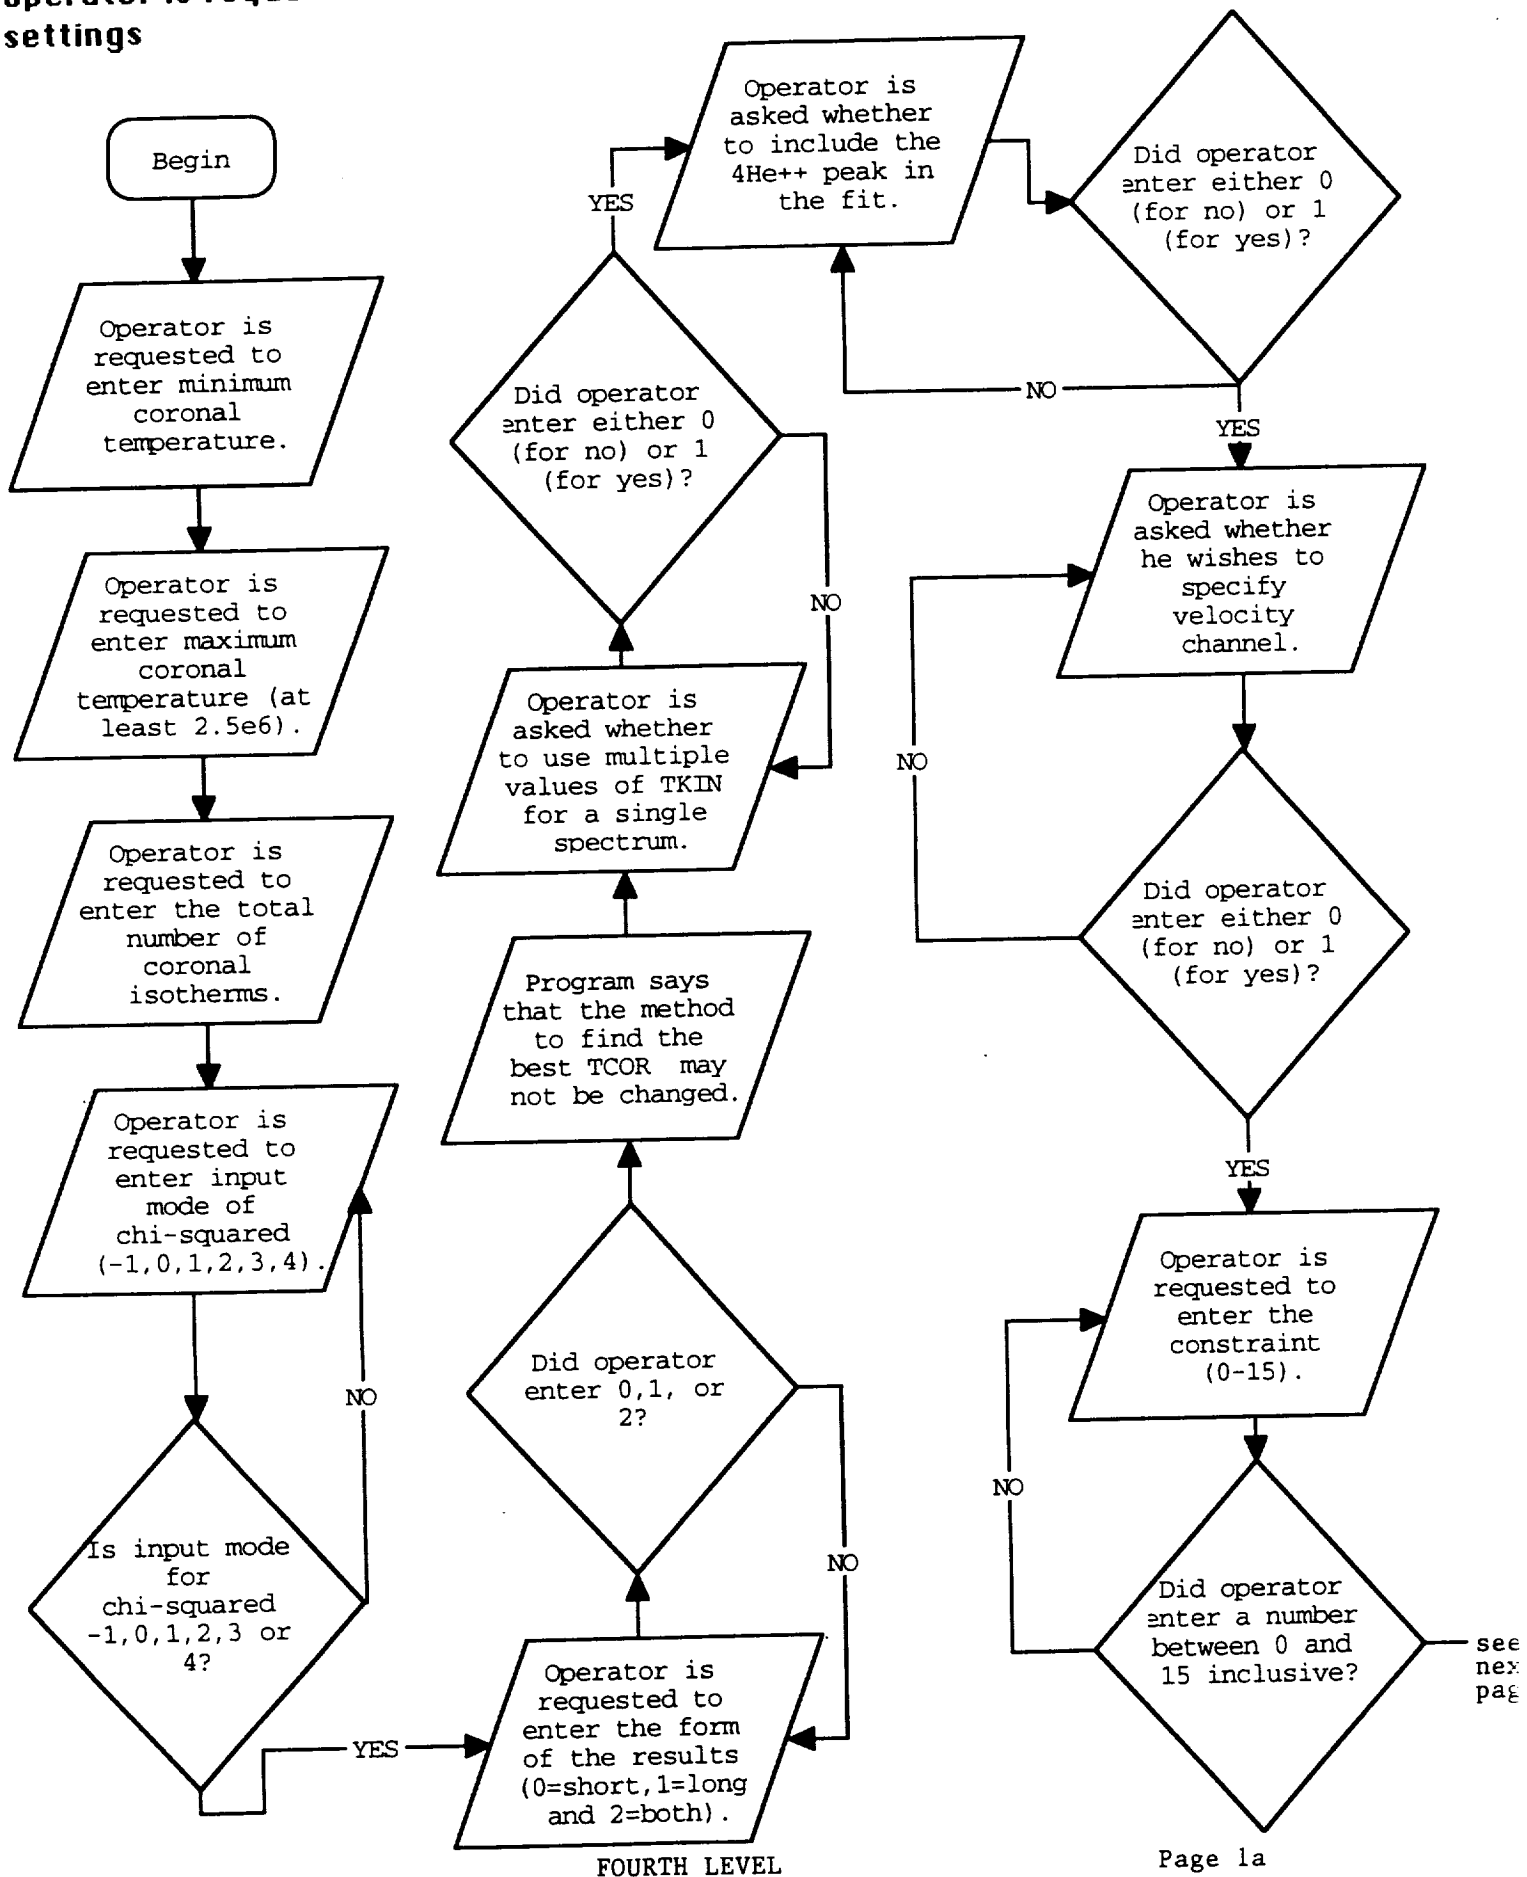 settings
Begin
Operator is
requested to
enter minimum
coronal
temperature.
Operator is
requested to
enter maximum
coronal
temperature (at
least 2.5e6).
Operator is
requested to
enter the total
number of
coronal
isotherms.
Operator is
requested to
enter input
mode of
chi-squared
(-1,0,1,2,3,4).
NO
Is input mode
for
chi-squared
-1,0,1,2,3 or
4?
YES
Operator is
requested to
enter the form
of the results
(0=short,1=long
and 2=both).
NO
Did operator
enter 0,1, or
2?
Program says
that the method
to find the
best TCOR may
not be changed.
Operator is
asked whether
to use multiple
values of TKIN
for a single
spectrum.
NO
Did operator
enter either 0
(for no) or 1
(for yes)?
YES
Operator is
asked whether
to include the
4He++ peak in
the fit.
Did operator
enter either 0
(for no) or 1
(for yes)?
NO
YES
Operator is
asked whether
he wishes to
specify
velocity
channel.
NO
Did operator
enter either 0
(for no) or 1
(for yes)?
YES
Operator is
requested to
enter the
constraint
(0-15).
NO
Did operator
enter a number
between 0 and
15 inclusive?
see
FOURTH LEVEL
Page 1a